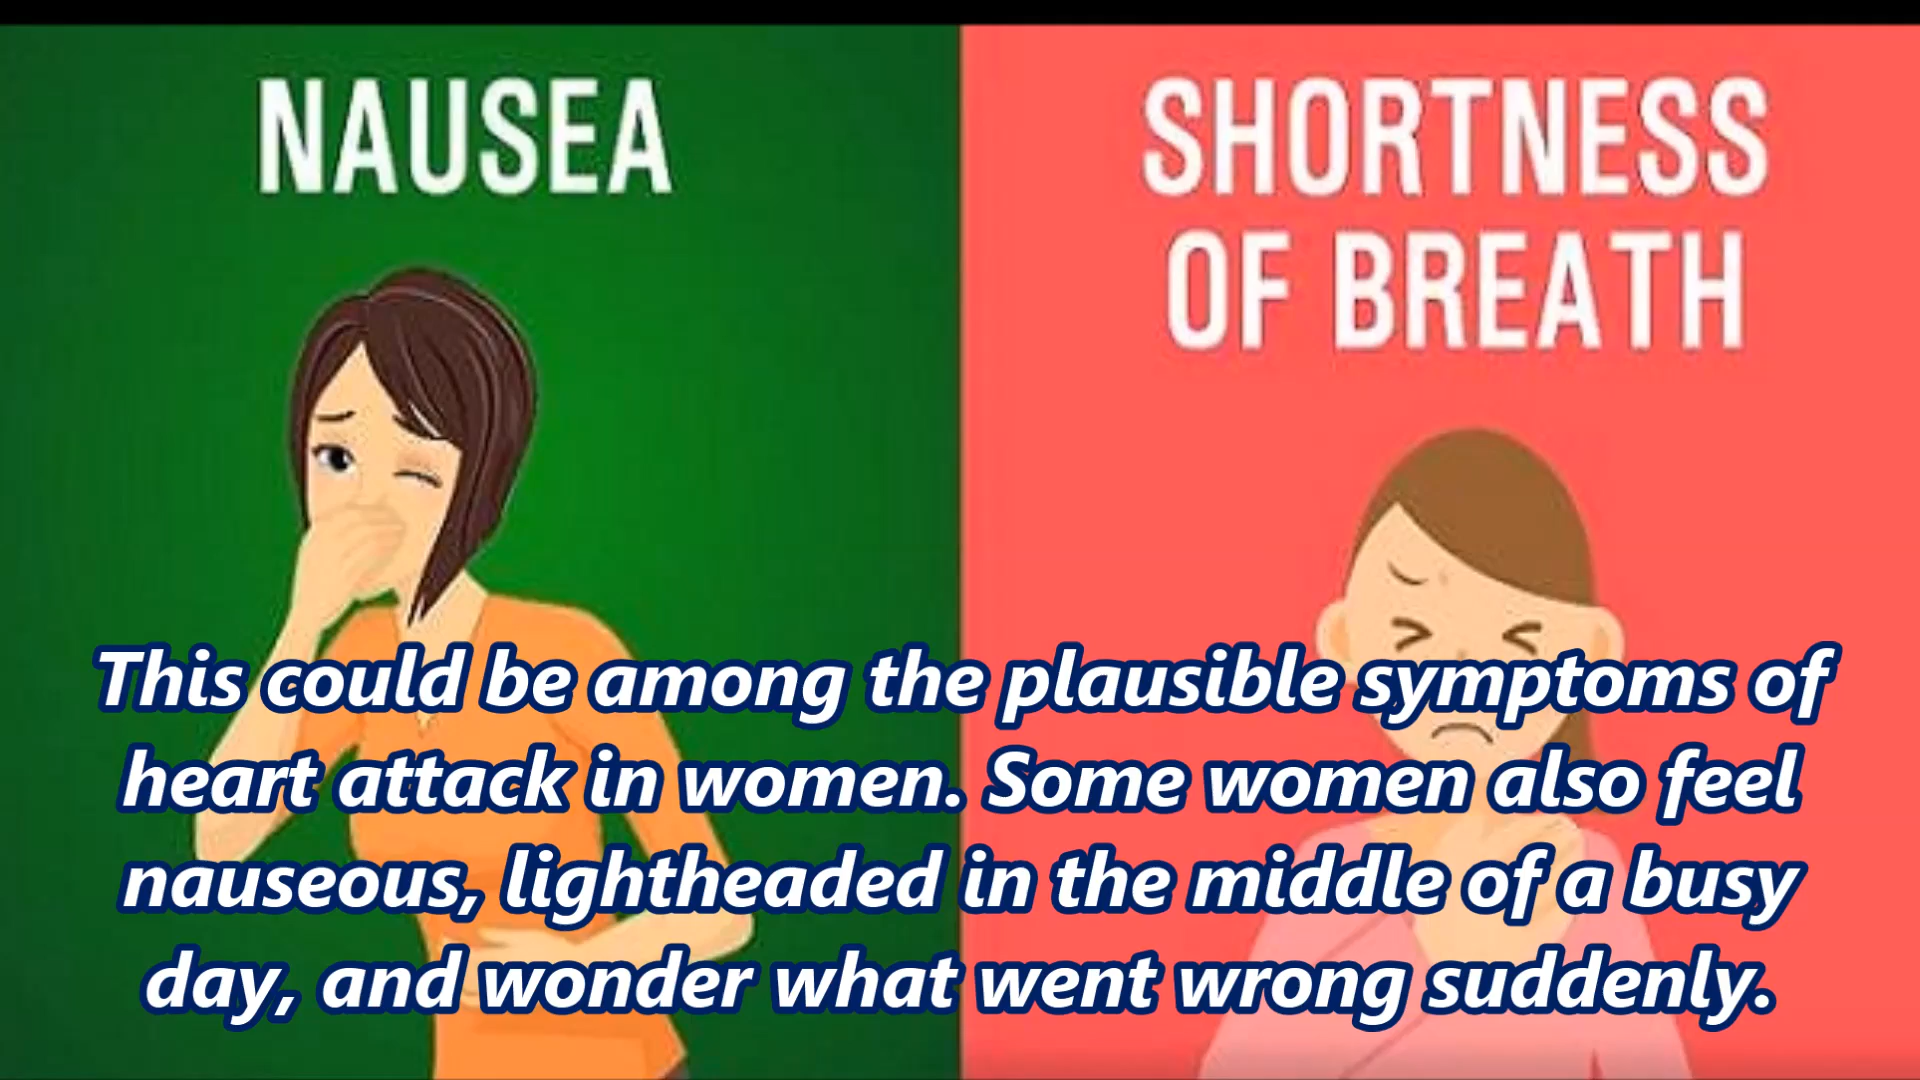 NAUSEA
SHORTNESS
OF BREATH
This could be among the plausible symptoms of
heart attack in women. Some women also feel
nauseous, lightheaded in the middle of a busy
day, and wonder what went wrong suddenly.